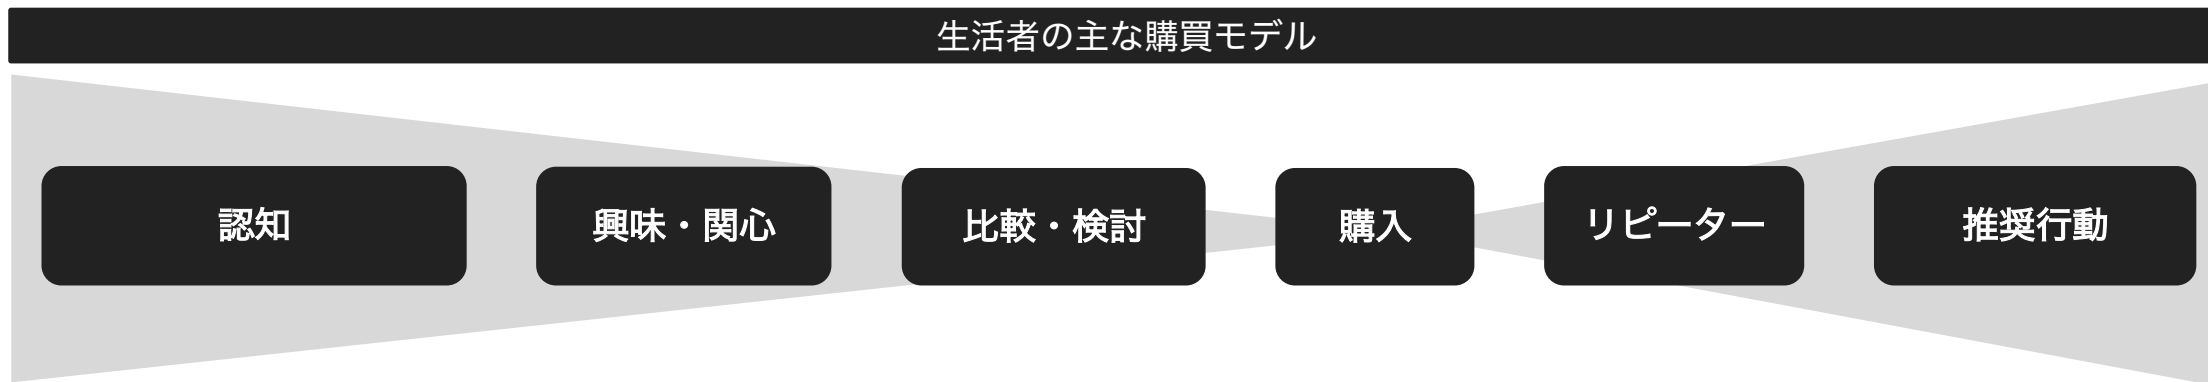 生活者の主な購買モデル
認知
興味・関心
比較・検討
購入
リピーター
推奨行動